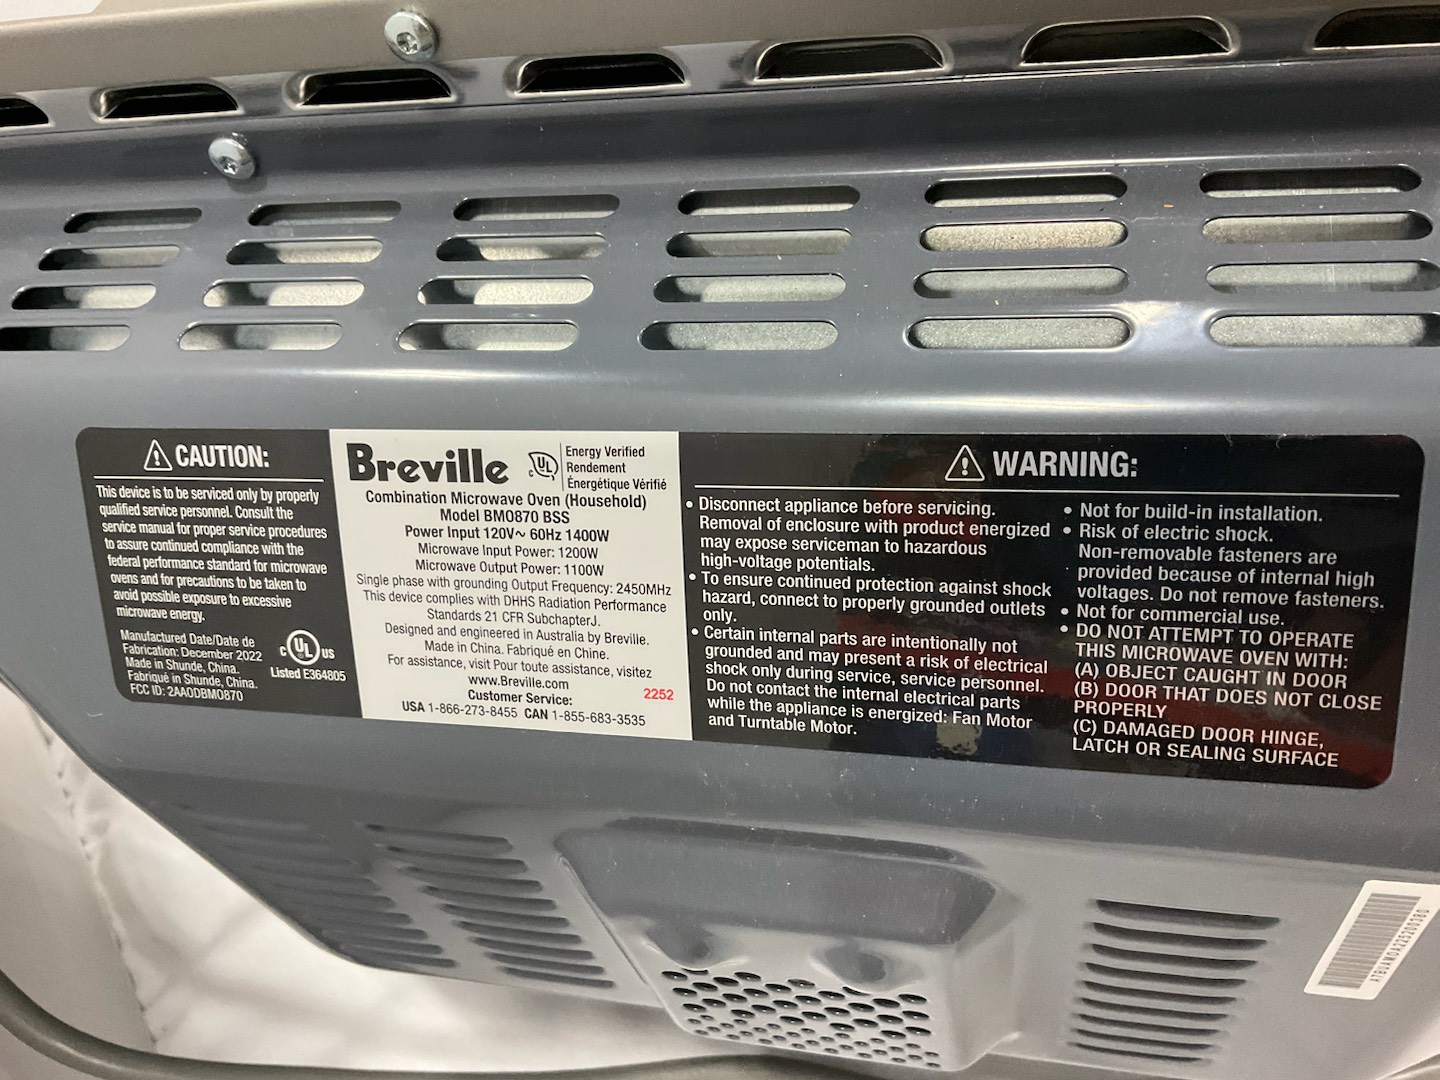 CAUTION:
This device is to be serviced only by properly
qualified service personnel. Consult the
service manual for proper service procedures
to assure continued compliance with the
federal performance standard for microwave
ovens and for precautions to be taken to
avoid possible exposure to excessive
microwave energy.
Manufactured Date/Date de
Fabrication: December 2022
Made in Shunde, China.
Fabriqué in Shunde, China.
FCC ID: 2AAODBMO870
C UL US
Listed E364805
Breville
C UL
Energy Verified
Rendement
Énergétique Vérifié
Combination Microwave Oven (Household)
Model BMO870 BSS
Power Input 120V~ 60Hz 1400W
Microwave Input Power: 1200W
Microwave Output Power: 1100W
Single phase with grounding Output Frequency: 2450MHz
This device complies with DHHS Radiation Performance
Standards 21 CFR SubchapterJ.
Designed and engineered in Australia by Breville.
Made in China. Fabriqué en Chine.
For assistance, visit Pour toute assistance, visitez
www.Breville.com
Customer Service:
2252
USA 1-866-273-8455 CAN 1-855-683-3535
WARNING:
• Disconnect appliance before servicing.
Removal of enclosure with product energized
may expose serviceman to hazardous
high-voltage potentials.
• To ensure continued protection against shock
hazard, connect to properly grounded outlets
only.
• Certain internal parts are intentionally not
grounded and may present a risk of electrical
shock only during service, service personnel.
Do not contact the internal electrical parts
while the appliance is energized: Fan Motor
and Turntable Motor.
• Not for build-in installation.
• Risk of electric shock.
Non-removable fasteners are
provided because of internal high
voltages. Do not remove fasteners.
• Not for commercial use.
• DO NOT ATTEMPT TO OPERATE
THIS MICROWAVE OVEN WITH:
(A) OBJECT CAUGHT IN DOOR
(B) DOOR THAT DOES NOT CLOSE
PROPERLY
(C) DAMAGED DOOR HINGE,
LATCH OR SEALING SURFACE